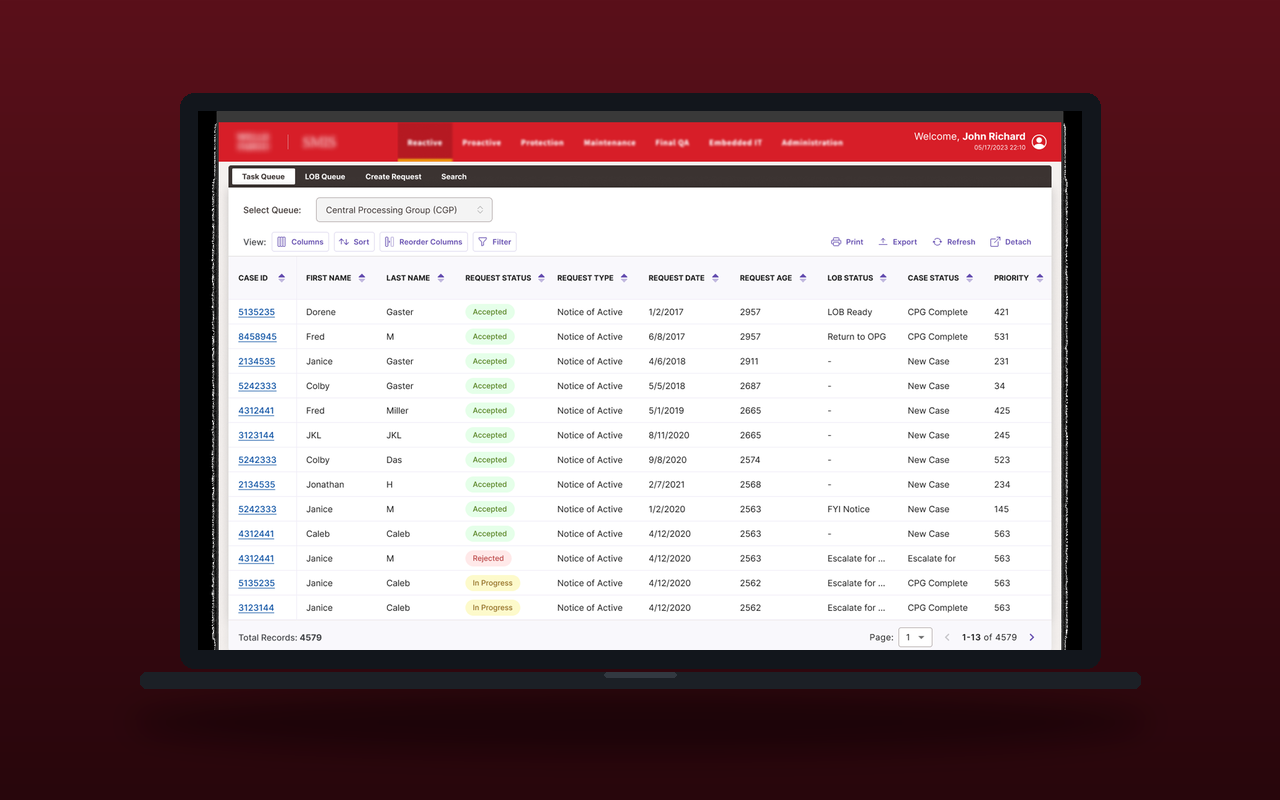 Reactive Proactive Protection Maintenance Final QA Embedded IT Administration
Welcome, John Richard
05/17/2023 22:10
Task Queue LOB Queue Create Request Search
Select Queue: Central Processing Group (CGP)
View: Columns Sort Reorder Columns Filter Print Export Refresh Detach
CASE ID FIRST NAME LAST NAME REQUEST STATUS REQUEST TYPE REQUEST DATE REQUEST AGE LOB STATUS CASE STATUS PRIORITY
5135235 Dorene Gaster Accepted Notice of Active 1/2/2017 2957 LOB Ready CPG Complete 421
8458945 Fred M Accepted Notice of Active 6/8/2017 2957 Return to OPG CPG Complete 531
2134535 Janice Gaster Accepted Notice of Active 4/6/2018 2911 - New Case 231
5242333 Colby Gaster Accepted Notice of Active 5/5/2018 2687 - New Case 34
4312441 Fred Miller Accepted Notice of Active 5/1/2019 2665 - New Case 425
3123144 JKL JKL Accepted Notice of Active 8/11/2020 2665 - New Case 245
5242333 Colby Das Accepted Notice of Active 9/8/2020 2574 - New Case 523
2134535 Jonathan H Accepted Notice of Active 2/7/2021 2568 - New Case 234
5242333 Janice M Accepted Notice of Active 1/2/2020 2563 FYI Notice New Case 145
4312441 Caleb Caleb Accepted Notice of Active 4/12/2020 2563 - New Case 563
4312441 Janice M Rejected Notice of Active 4/12/2020 2563 Escalate for ... Escalate for 563
5135235 Janice Caleb In Progress Notice of Active 4/12/2020 2562 Escalate for ... CPG Complete 563
3123144 Janice Caleb In Progress Notice of Active 4/12/2020 2562 Escalate for ... CPG Complete 563
Total Records: 4579 Page: 1 1-13 of 4579